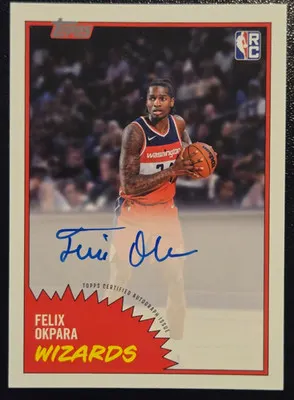 Topps
RC
Washington
TOPPS CERTIFIED AUTOGRAPH ISSUE
FELIX
OKPARA
WIZARDS